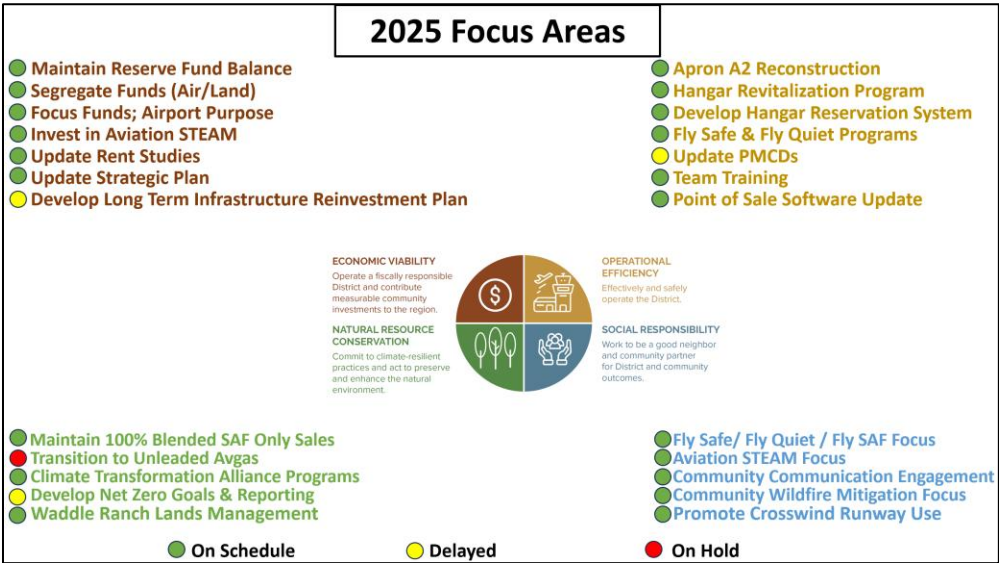 2025 Focus Areas
Maintain Reserve Fund Balance
Segregate Funds (Air/Land)
Focus Funds; Airport Purpose
Invest in Aviation STEAM
Update Rent Studies
Update Strategic Plan
Develop Long Term Infrastructure Reinvestment Plan
Apron A2 Reconstruction
Hangar Revitalization Program
Develop Hangar Reservation System
Fly Safe & Fly Quiet Programs
Update PMCDs
Team Training
Point of Sale Software Update
ECONOMIC VIABILITY
Operate a fiscally responsible
District and contribute
measurable community
investments to the region.
$
OPERATIONAL
EFFICIENCY
Effectively and safely
operate the District.
NATURAL RESOURCE
CONSERVATION
Commit to climate-resilient
practices and act to preserve
and enhance the natural
environment.
SOCIAL RESPONSIBILITY
Work to be a good neighbor
and community partner
for District and community
outcomes.
Maintain 100% Blended SAF Only Sales
Transition to Unleaded Avgas
Climate Transformation Alliance Programs
Develop Net Zero Goals & Reporting
Waddle Ranch Lands Management
Fly Safe/ Fly Quiet / Fly SAF Focus
Aviation STEAM Focus
Community Communication Engagement
Community Wildfire Mitigation Focus
Promote Crosswind Runway Use
On Schedule
Delayed
On Hold